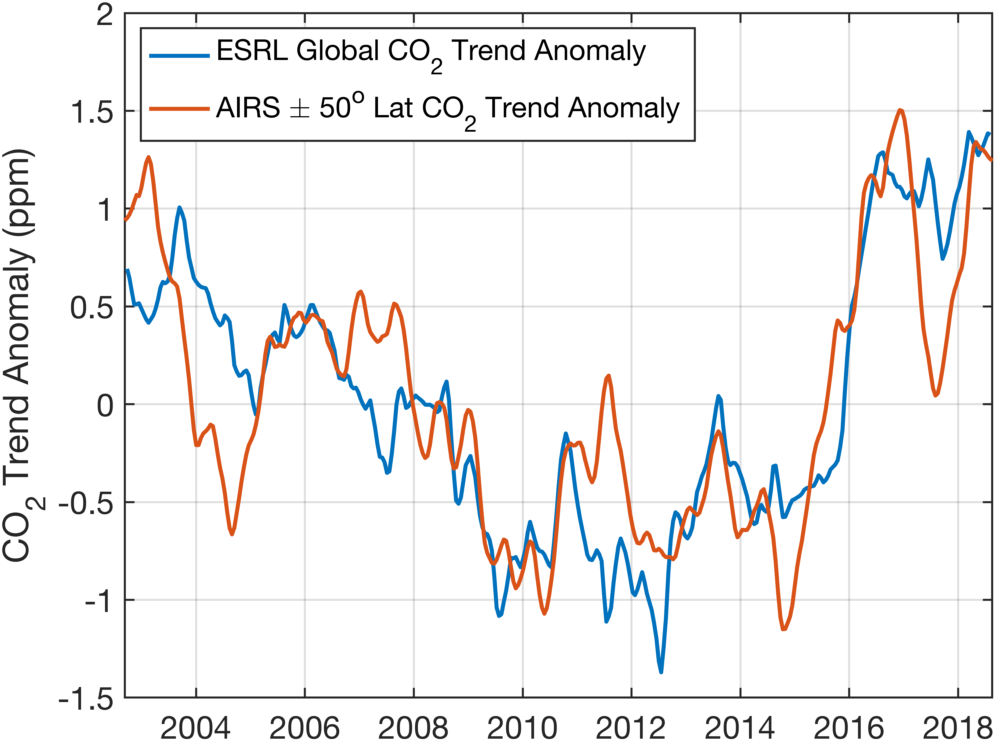 ESRL Global CO₂ Trend Anomaly
AIRS ± 50° Lat CO₂ Trend Anomaly
CO₂ Trend Anomaly (ppm)
2
1.5
1
0.5
0
-0.5
-1
-1.5
2004 2006 2008 2010 2012 2014 2016 2018